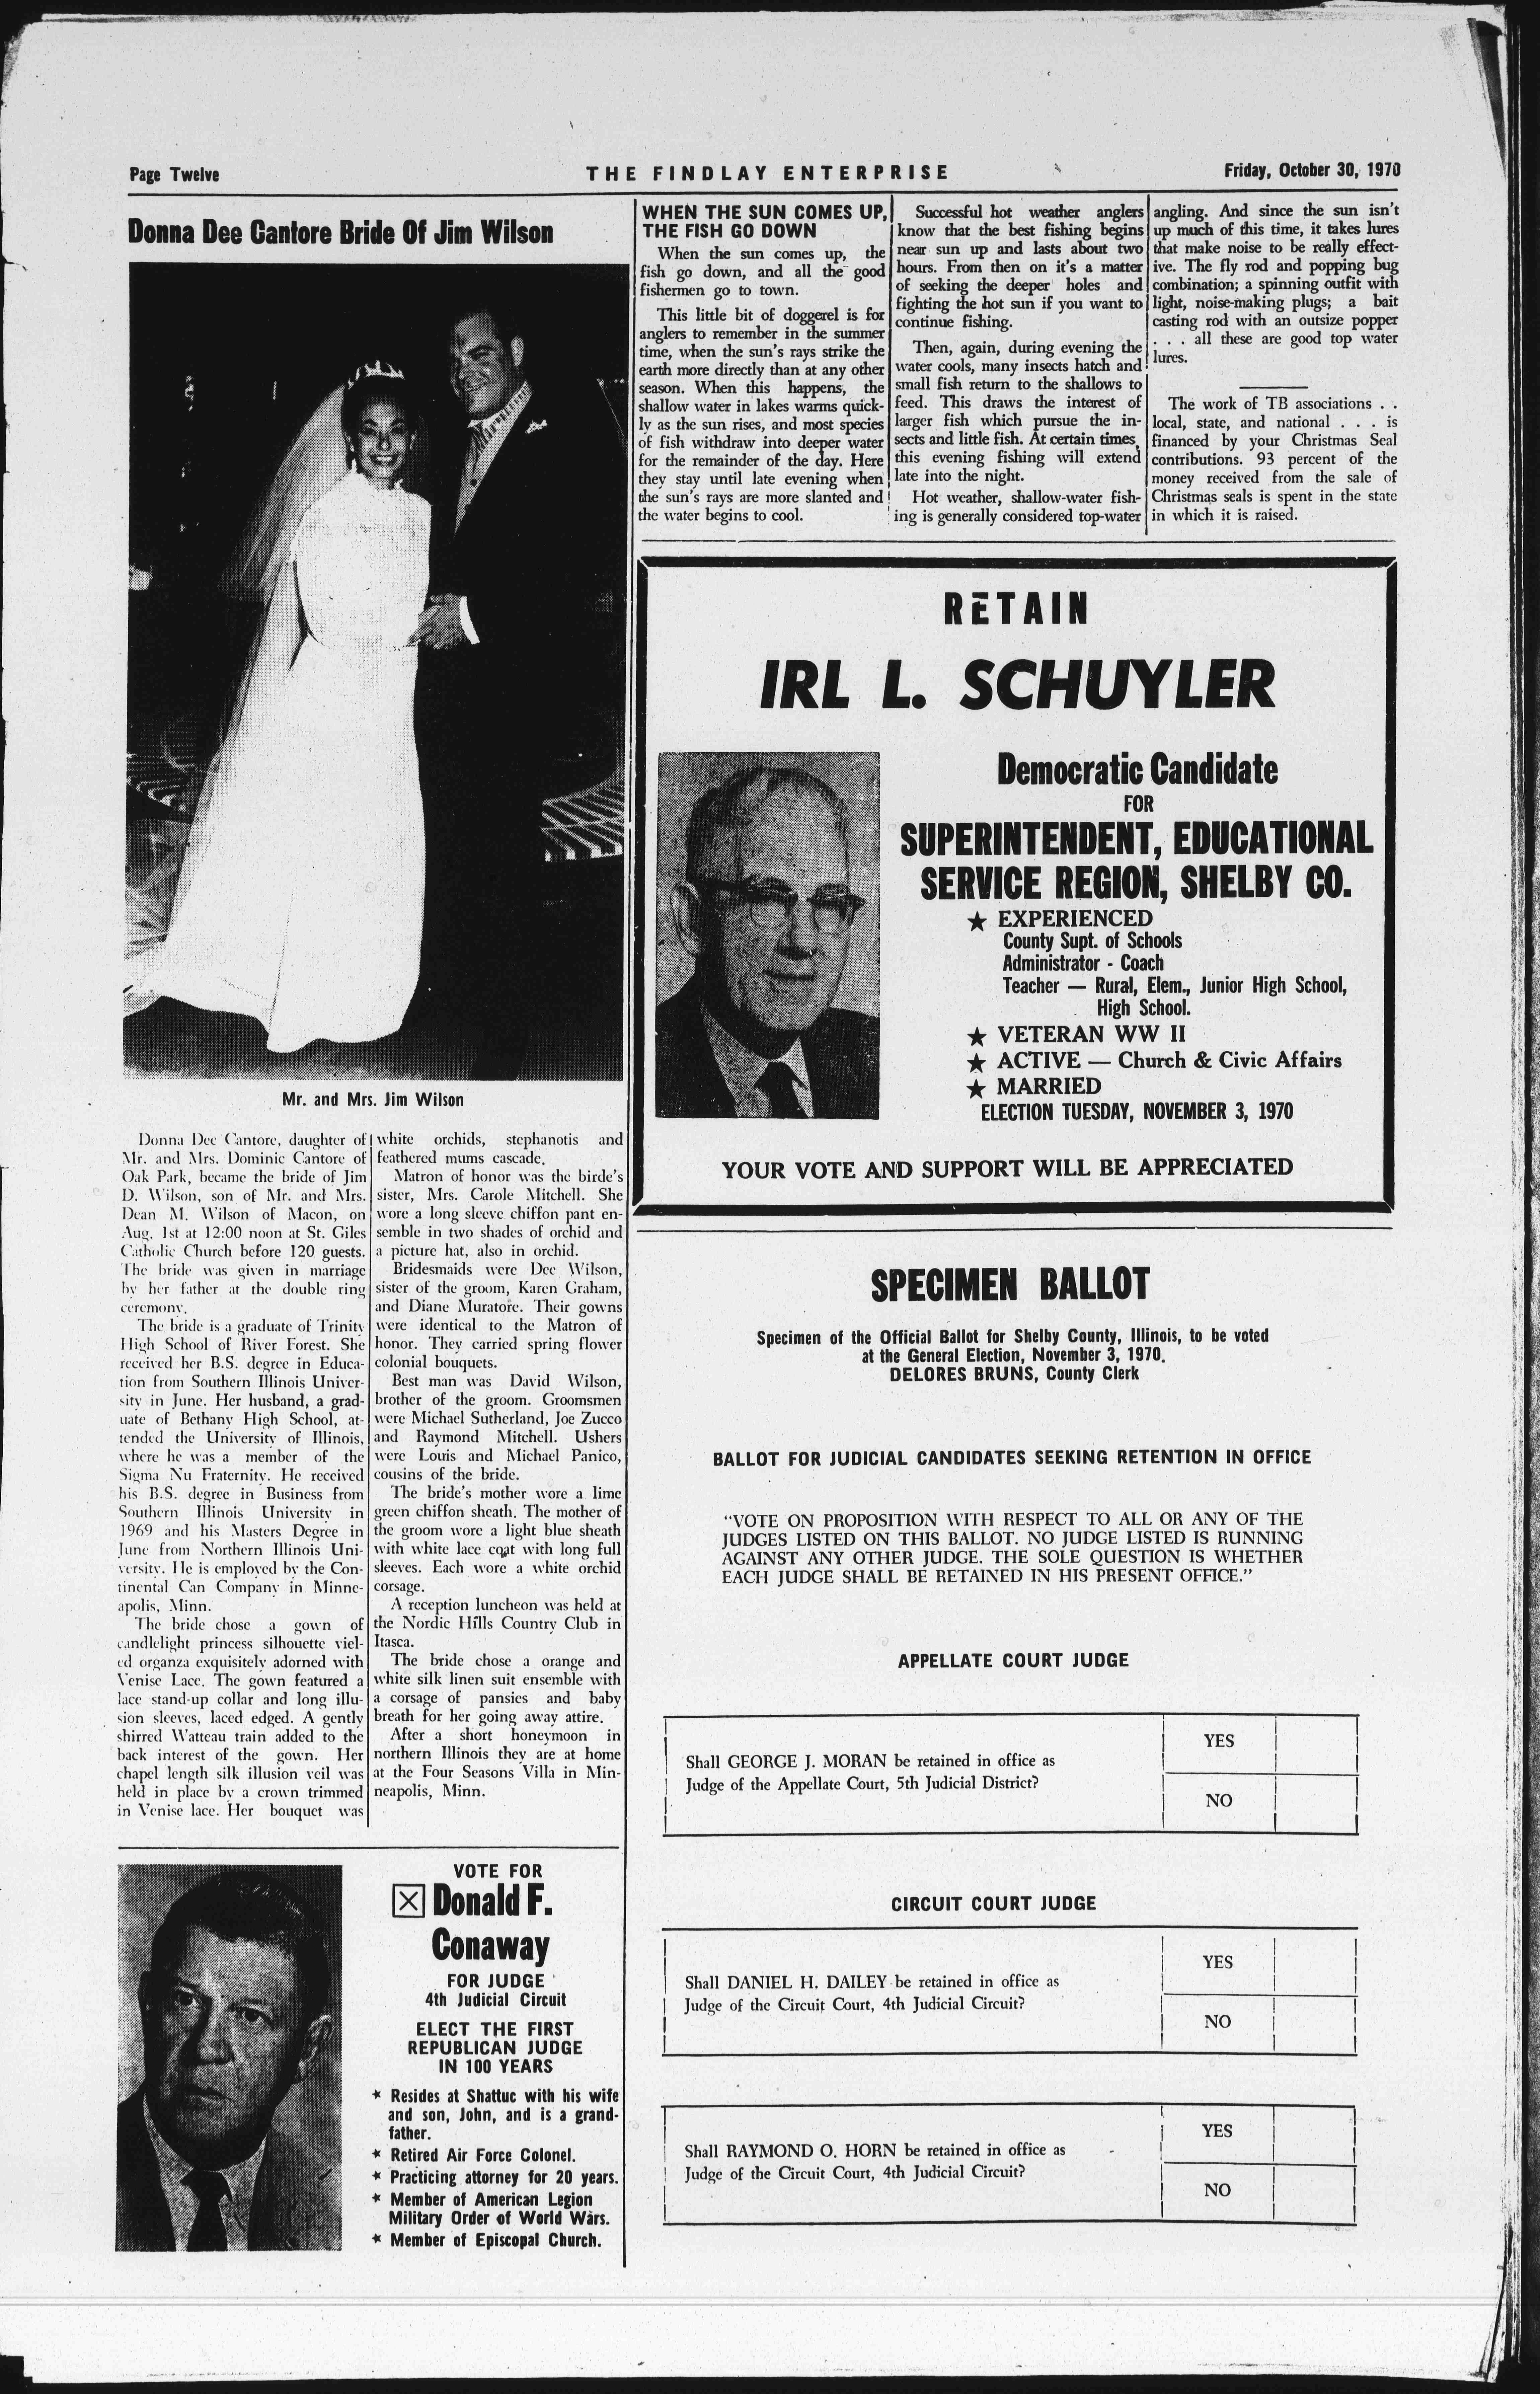 Page Twelve
THE FINDLAY ENTERPRISE
Friday, October 30, 1970
Donna Dee Cantore Bride Of Jim Wilson
Mr. and Mrs. Jim Wilson
Donna Dee Cantore, daughter of
Mr. and Mrs. Dominic Cantore of
Oak Park, became the bride of Jim
D. Wilson, son of Mr. and Mrs.
Dean M. Wilson of Macon, on
Aug. 1st at 12:00 noon at St. Giles
Catholic Church before 120 guests.
The bride was given in marriage
by her father at the double ring
ceremony.
The bride is a graduate of Trinity
High School of River Forest. She
received her B.S. degree in Educa-
tion from Southern Illinois Univer-
sity in June. Her husband, a grad-
uate of Bethany High School, at-
tended the University of Illinois,
where he was a member of the
Sigma Nu Fraternity. He received
his B.S. degree in Business from
Southern Illinois University in
1969 and his Masters Degree in
June from Northern Illinois Uni-
versity. He is employed by the Con-
tinental Can Company in Minne-
apolis, Minn.
The bride chose a gown of
candlelight princess silhouette viel-
ed organza exquisitely adorned with
Venise Lace. The gown featured a
lace stand-up collar and long illu-
sion sleeves, laced edged. A gently
shirred Watteau train added to the
back interest of the gown. Her
chapel length silk illusion veil was
held in place by a crown trimmed
in Venise lace. Her bouquet was
white orchids, stephanotis and
feathered mums cascade.
Matron of honor was the birde's
sister, Mrs. Carole Mitchell. She
wore a long sleeve chiffon pant en-
semble in two shades of orchid and
a picture hat, also in orchid.
Bridesmaids were Dee Wilson,
sister of the groom, Karen Graham,
and Diane Muratore. Their gowns
were identical to the Matron of
honor. They carried spring flower
colonial bouquets.
Best man was David Wilson,
brother of the groom. Groomsmen
were Michael Sutherland, Joe Zucco
and Raymond Mitchell. Ushers
were Louis and Michael Panico,
cousins of the bride.
The bride's mother wore a lime
green chiffon sheath. The mother of
the groom wore a light blue sheath
with white lace coat with long full
sleeves. Each wore a white orchid
corsage.
A reception luncheon was held at
the Nordic Hills Country Club in
Itasca.
The bride chose a orange and
white silk linen suit ensemble with
a corsage of pansies and baby
breath for her going away attire.
After a short honeymoon in
northern Illinois they are at home
at the Four Seasons Villa in Min-
neapolis, Minn.
VOTE FOR
Donald F.
Conaway
FOR JUDGE
4th Judicial Circuit
ELECT THE FIRST
REPUBLICAN JUDGE
IN 100 YEARS
★ Resides at Shattuc with his wife
and son, John, and is a grand-
father.
★ Retired Air Force Colonel.
★ Practicing attorney for 20 years.
★ Member of American Legion
Military Order of World Wars.
★ Member of Episcopal Church.
WHEN THE SUN COMES UP,
THE FISH GO DOWN
When the sun comes up, the
fish go down, and all the good
fishermen go to town.
This little bit of doggerel is for
anglers to remember in the summer
time, when the sun's rays strike the
earth more directly than at any other
season. When this happens, the
shallow water in lakes warms quick-
ly as the sun rises, and most species
of fish withdraw into deeper water
for the remainder of the day. Here
they stay until late evening when
the sun's rays are more slanted and
the water begins to cool.
Successful hot weather anglers
know that the best fishing begins
near sun up and lasts about two
hours. From then on it's a matter
of seeking the deeper holes and
fighting the hot sun if you want to
continue fishing.
Then, again, during evening the
water cools, many insects hatch and
small fish return to the shallows to
feed. This draws the interest of
larger fish which pursue the in-
sects and little fish. At certain times,
this evening fishing will extend
late into the night.
Hot weather, shallow-water fish-
ing is generally considered top-water
angling. And since the sun isn't
up much of this time, it takes lures
that make noise to be really effect-
ive. The fly rod and popping bug
combination; a spinning outfit with
light, noise-making plugs; a bait
casting rod with an outsize popper
. . . all these are good top water
lures.
The work of TB associations . .
local, state, and national . . . is
financed by your Christmas Seal
contributions. 93 percent of the
money received from the sale of
Christmas seals is spent in the state
in which it is raised.
RETAIN
IRL L. SCHUYLER
Democratic Candidate
FOR
SUPERINTENDENT, EDUCATIONAL
SERVICE REGION, SHELBY CO.
★ EXPERIENCED
County Supt. of Schools
Administrator - Coach
Teacher — Rural, Elem., Junior High School,
High School.
★ VETERAN WW II
★ ACTIVE — Church & Civic Affairs
★ MARRIED
ELECTION TUESDAY, NOVEMBER 3, 1970
YOUR VOTE AND SUPPORT WILL BE APPRECIATED
SPECIMEN BALLOT
Specimen of the Official Ballot for Shelby County, Illinois, to be voted
at the General Election, November 3, 1970.
DELORES BRUNS, County Clerk
BALLOT FOR JUDICIAL CANDIDATES SEEKING RETENTION IN OFFICE
"VOTE ON PROPOSITION WITH RESPECT TO ALL OR ANY OF THE
JUDGES LISTED ON THIS BALLOT. NO JUDGE LISTED IS RUNNING
AGAINST ANY OTHER JUDGE. THE SOLE QUESTION IS WHETHER
EACH JUDGE SHALL BE RETAINED IN HIS PRESENT OFFICE."
APPELLATE COURT JUDGE
Shall GEORGE J. MORAN be retained in office as
Judge of the Appellate Court, 5th Judicial District?
YES
NO
CIRCUIT COURT JUDGE
Shall DANIEL H. DAILEY be retained in office as
Judge of the Circuit Court, 4th Judicial Circuit?
YES
NO
Shall RAYMOND O. HORN be retained in office as
Judge of the Circuit Court, 4th Judicial Circuit?
YES
NO